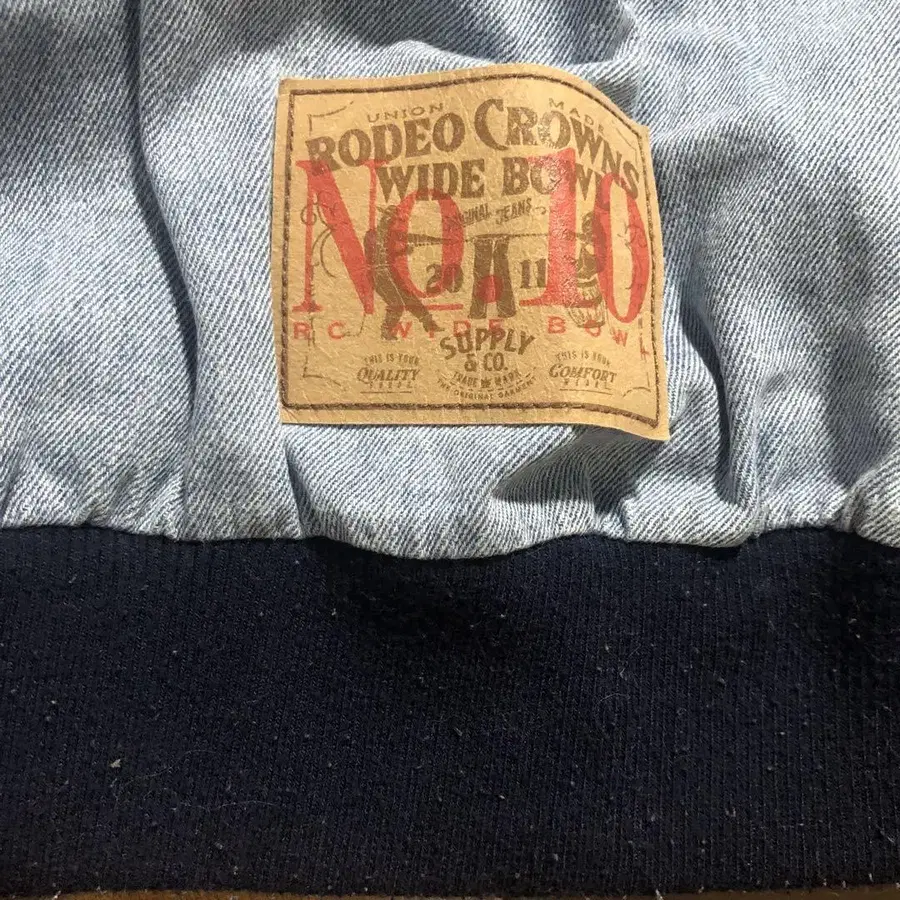 UNION MADE
RODEO CROWNS
WIDE BOWL
No. 10
ORIGINAL JEANS
20 11
RC WIDE BOWL
SUPPLY
& CO.
TRADE MARK
THE ORIGINAL GARMENT
THIS IS YOUR
QUALITY
THIS IS YOUR
COMFORT